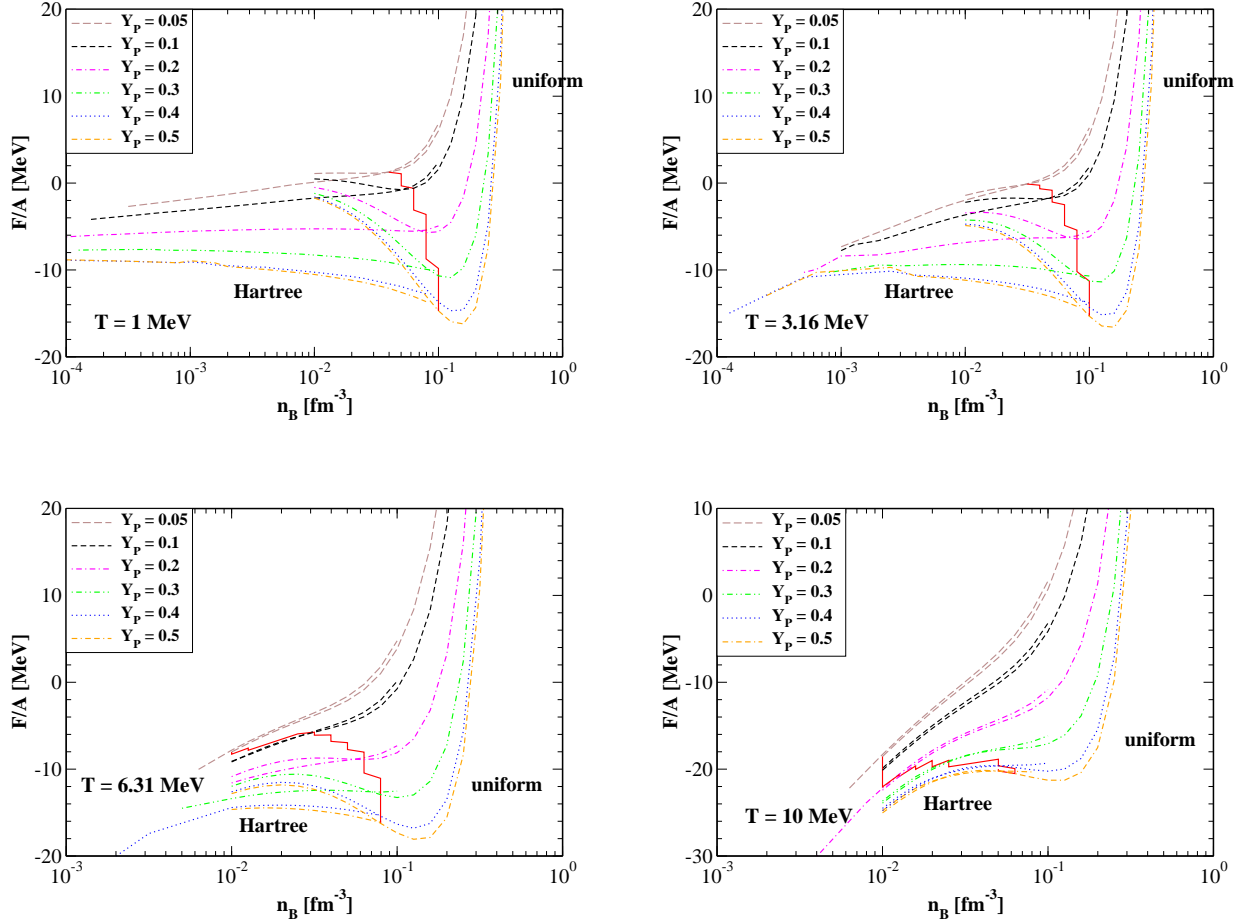 20
10
0
-10
-20
F/A [MeV]
Y_P = 0.05
Y_P = 0.1
Y_P = 0.2
Y_P = 0.3
Y_P = 0.4
Y_P = 0.5
uniform
Hartree
T = 1 MeV
10^-4
10^-3
10^-2
10^-1
10^0
n_B [fm^-3]
20
10
0
-10
-20
F/A [MeV]
Y_P = 0.05
Y_P = 0.1
Y_P = 0.2
Y_P = 0.3
Y_P = 0.4
Y_P = 0.5
uniform
Hartree
T = 3.16 MeV
10^-4
10^-3
10^-2
10^-1
10^0
n_B [fm^-3]
20
10
0
-10
-20
F/A [MeV]
Y_P = 0.05
Y_P = 0.1
Y_P = 0.2
Y_P = 0.3
Y_P = 0.4
Y_P = 0.5
T = 6.31 MeV
uniform
Hartree
10^-3
10^-2
10^-1
10^0
n_B [fm^-3]
10
0
-10
-20
-30
F/A [MeV]
Y_P = 0.05
Y_P = 0.1
Y_P = 0.2
Y_P = 0.3
Y_P = 0.4
Y_P = 0.5
uniform
Hartree
T = 10 MeV
10^-3
10^-2
10^-1
10^0
n_B [fm^-3]